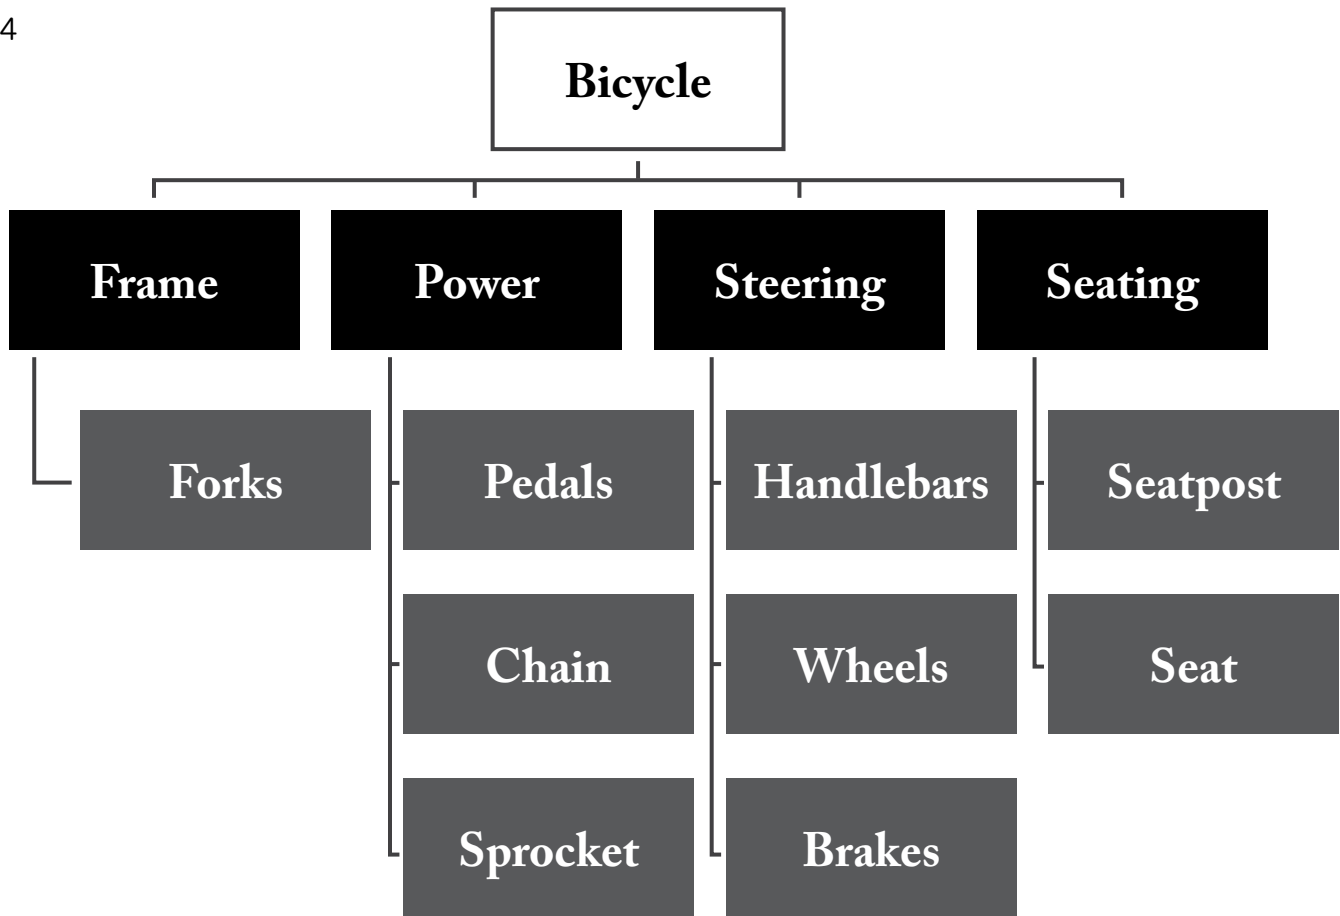 4
Bicycle
Frame
Power
Steering
Seating
Forks
Pedals
Handlebars
Seatpost
Chain
Wheels
Seat
Sprocket
Brakes